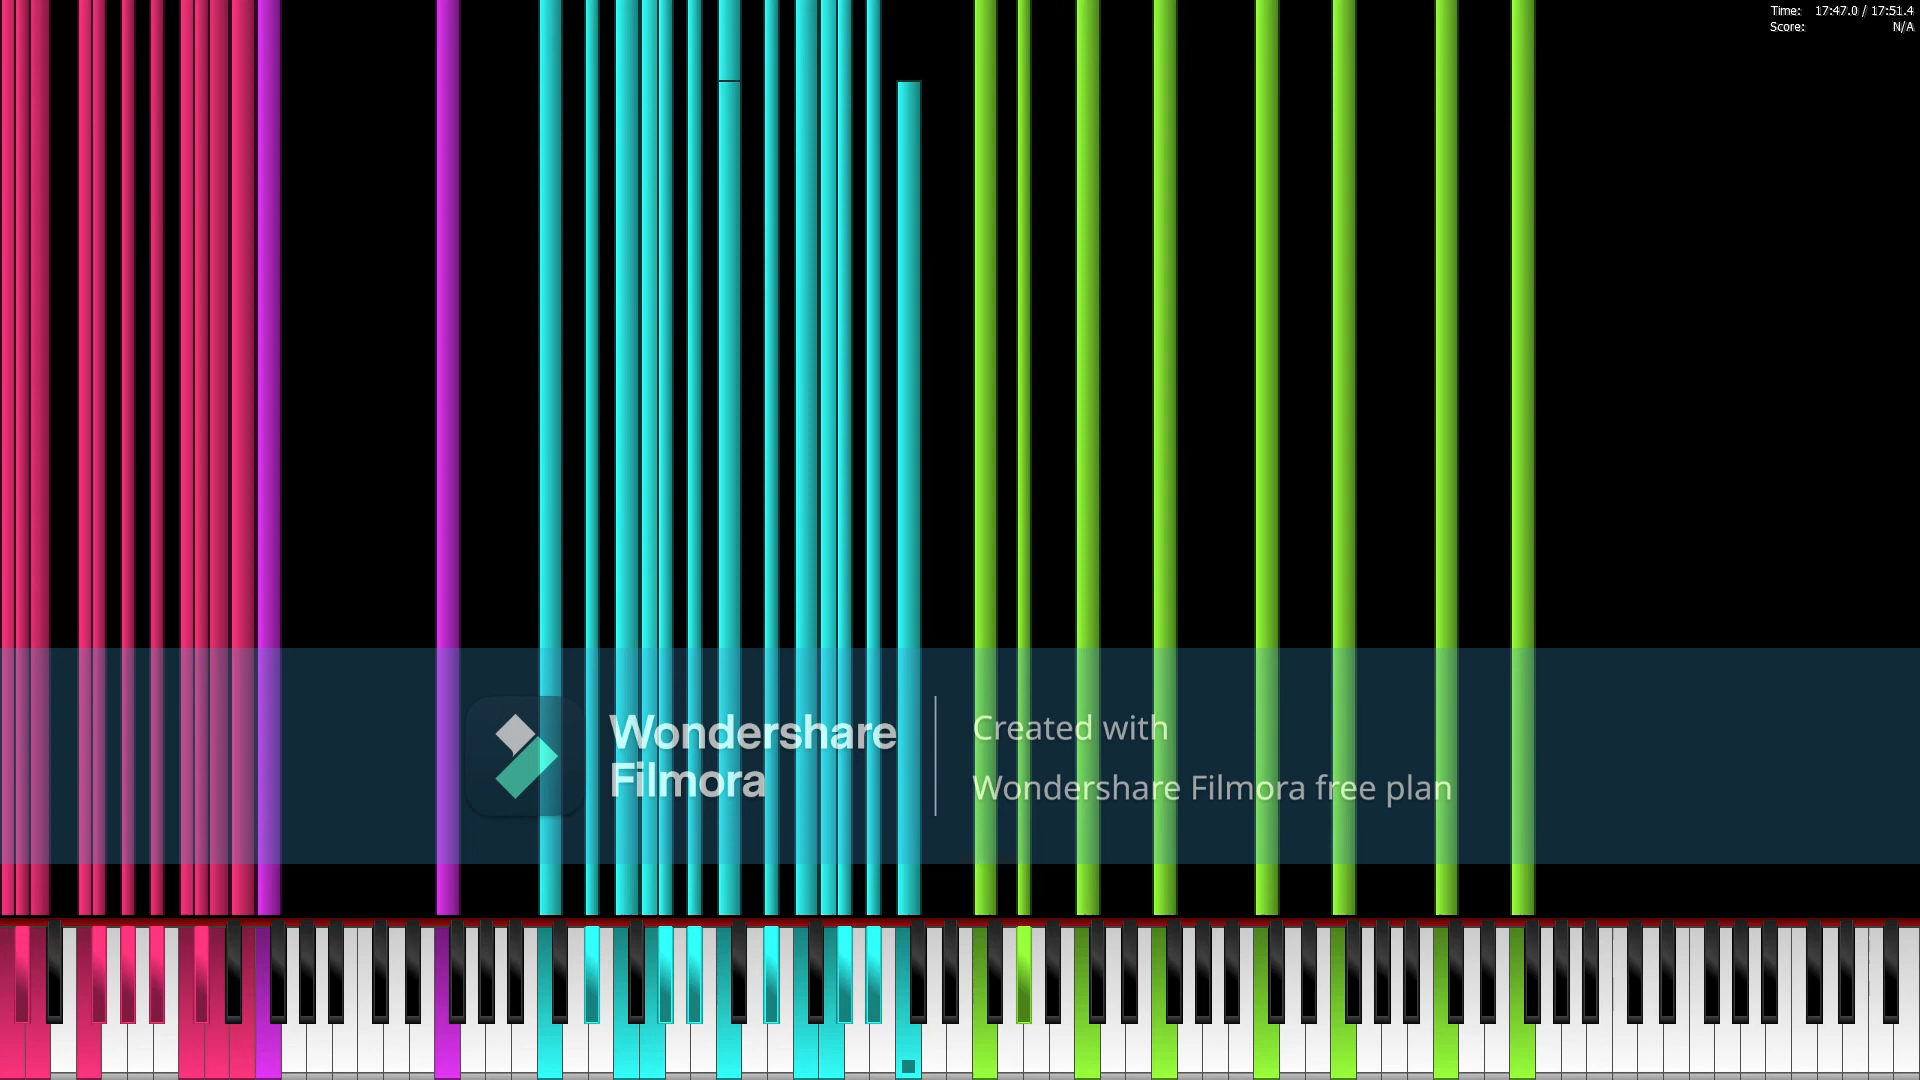 Time: 17:47.0 / 17:51.4
Score: N/A
Wondershare
Filmora
Created with
Wondershare Filmora free plan